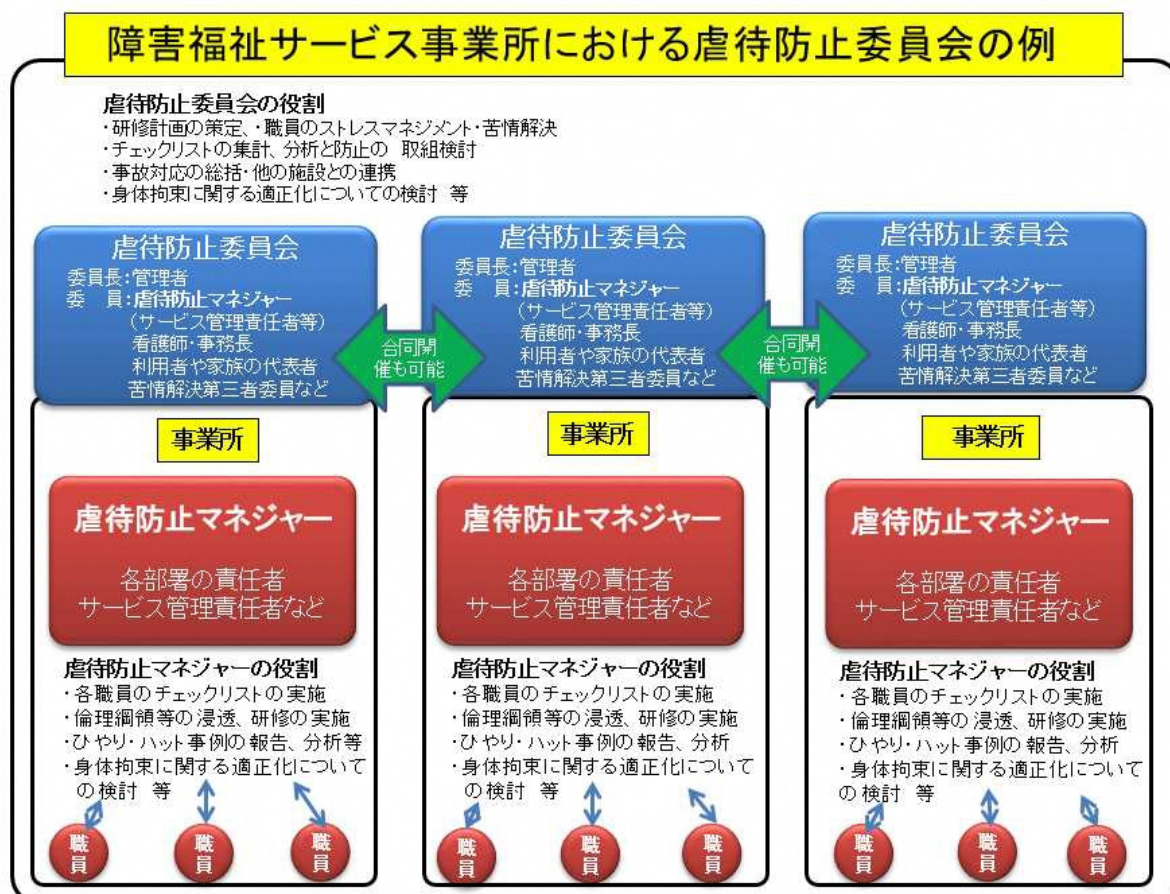 障害福祉サービス事業所における虐待防止委員会の例
虐待防止委員会の役割
・研修計画の策定、・職員のストレスマネジメント・苦情解決
・チェックリストの集計、分析と防止の 取組検討
・事故対応の総括・他の施設との連携
・身体拘束に関する適正化についての検討 等
虐待防止委員会
委員長：管理者
委 員：虐待防止マネジャー
（サービス管理責任者等）
看護師・事務長
利用者や家族の代表者
苦情解決第三者委員など
合同開
催も可能
虐待防止委員会
委員長：管理者
委 員：虐待防止マネジャー
（サービス管理責任者等）
看護師・事務長
利用者や家族の代表者
苦情解決第三者委員など
合同開
催も可能
虐待防止委員会
委員長：管理者
委 員：虐待防止マネジャー
（サービス管理責任者等）
看護師・事務長
利用者や家族の代表者
苦情解決第三者委員など
事業所
虐待防止マネジャー
各部署の責任者
サービス管理責任者など
虐待防止マネジャーの役割
・各職員のチェックリストの実施
・倫理綱領等の浸透、研修の実施
・ひやり・ハット事例の報告、分析等
・身体拘束に関する適正化について
の検討 等
職員
職員
職員
事業所
虐待防止マネジャー
各部署の責任者
サービス管理責任者など
虐待防止マネジャーの役割
・各職員のチェックリストの実施
・倫理綱領等の浸透、研修の実施
・ひやり・ハット事例の報告、分析
・身体拘束に関する適正化について
の検討 等
職員
職員
職員
事業所
虐待防止マネジャー
各部署の責任者
サービス管理責任者など
虐待防止マネジャーの役割
・各職員のチェックリストの実施
・倫理綱領等の浸透、研修の実施
・ひやり・ハット事例の報告、分析
・身体拘束に関する適正化について
の検討 等
職員
職員
職員